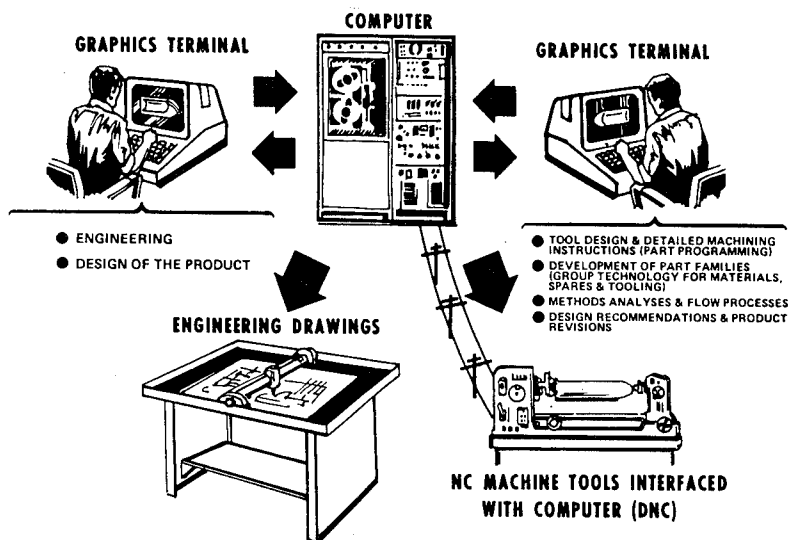 COMPUTER
GRAPHICS TERMINAL
GRAPHICS TERMINAL
● ENGINEERING
● DESIGN OF THE PRODUCT
● TOOL DESIGN & DETAILED MACHINING
INSTRUCTIONS (PART PROGRAMMING)
● DEVELOPMENT OF PART FAMILIES
(GROUP TECHNOLOGY FOR MATERIALS,
SPARES & TOOLING)
● METHODS ANALYSES & FLOW PROCESSES
● DESIGN RECOMMENDATIONS & PRODUCT
REVISIONS
ENGINEERING DRAWINGS
NC MACHINE TOOLS INTERFACED
WITH COMPUTER (DNC)